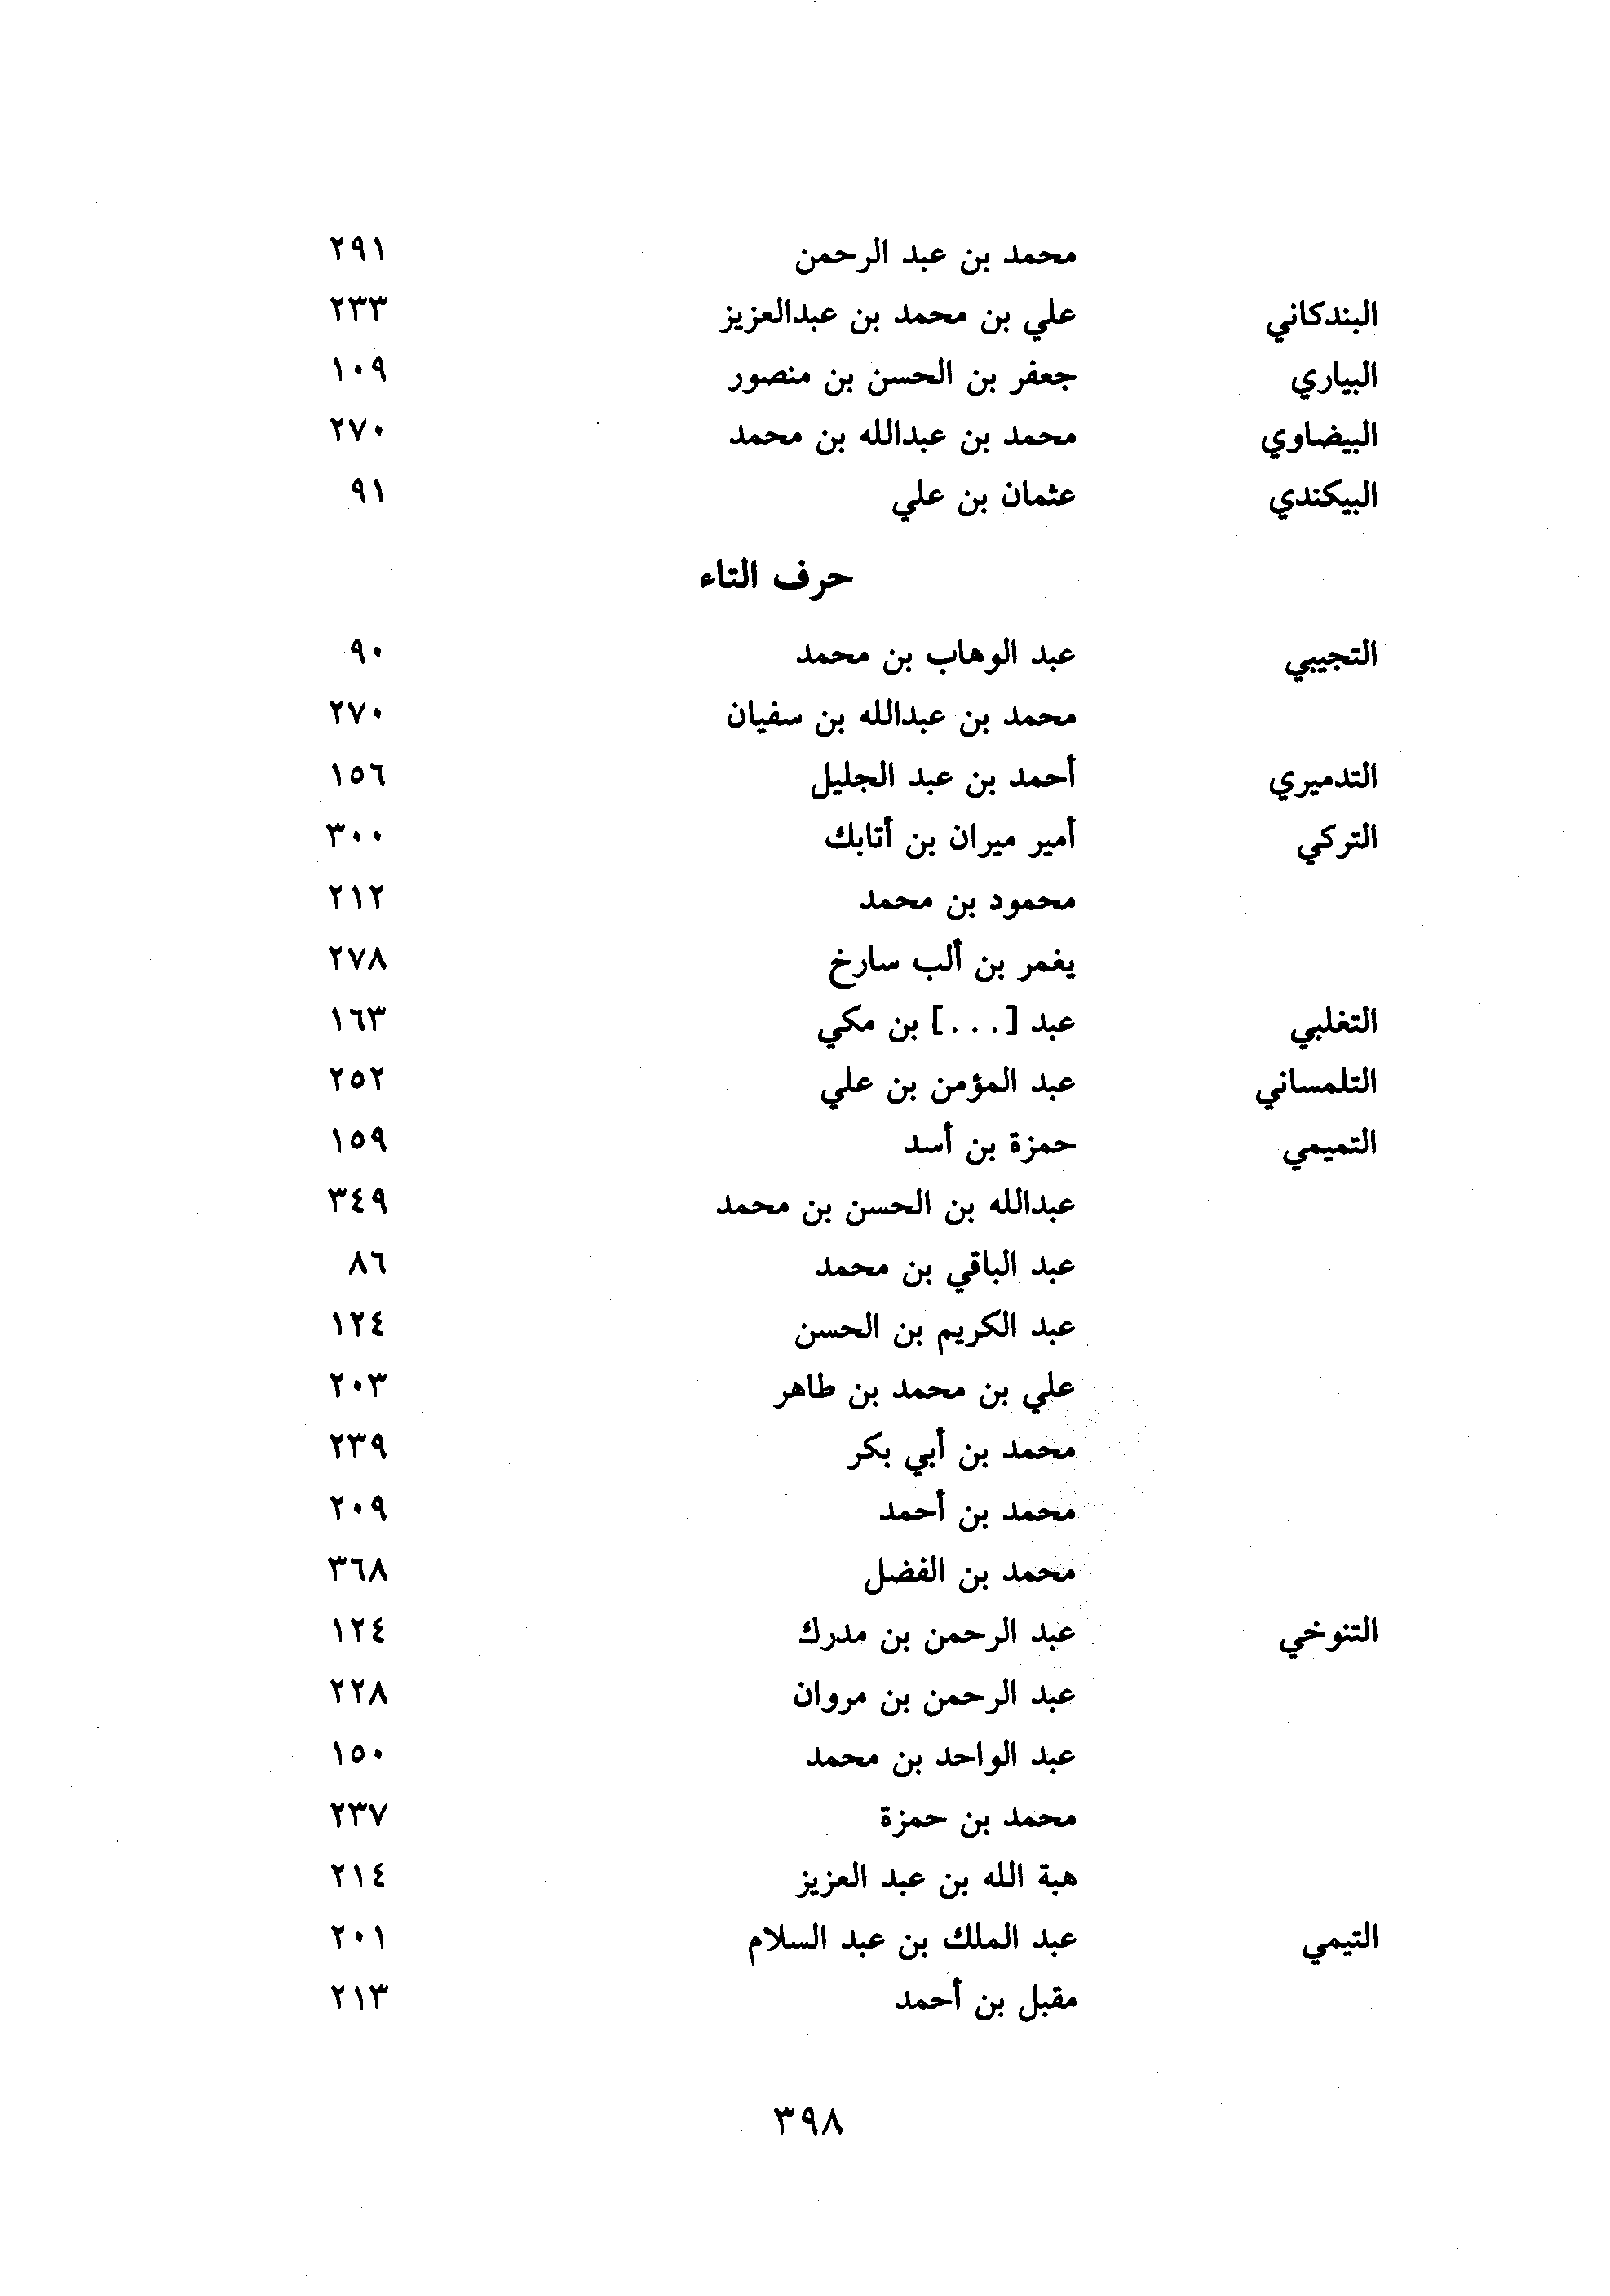 محمد بن عبد الرحمن ٢٩١
البندكاني علي بن محمد بن عبدالعزيز ٢٣٣
البياري جعفر بن الحسن بن منصور ١٠٩
البيضاوي محمد بن عبدالله بن محمد ٢٧٠
البيكندي عثمان بن علي ٩١
حرف التاء
التجيبي عبد الوهاب بن محمد ٩٠
محمد بن عبدالله بن سفيان ٢٧٠
التدميري أحمد بن عبد الجليل ١٥٦
التركي أمير ميران بن أتابك ٣٠٠
محمود بن محمد ٢١٢
يغمر بن ألب سارخ ٢٧٨
التغلبي عبد [...] بن مكي ١٦٣
التلمساني عبد المؤمن بن علي ٢٥٢
التميمي حمزة بن أسد ١٥٩
عبدالله بن الحسن بن محمد ٣٤٩
عبد الباقي بن محمد ٨٦
عبد الكريم بن الحسن ١٢٤
علي بن محمد بن طاهر ٢٠٣
محمد بن أبي بكر ٢٣٩
محمد بن أحمد ٢٠٩
محمد بن الفضل ٣٦٨
التنوخي عبد الرحمن بن مدرك ١٢٤
عبد الرحمن بن مروان ٢٢٨
عبد الواحد بن محمد ١٥٠
محمد بن حمزة ٢٣٧
هبة الله بن عبد العزيز ٢١٤
التيمي عبد الملك بن عبد السلام ٢٠١
مقبل بن أحمد ٢١٣
٣٩٨